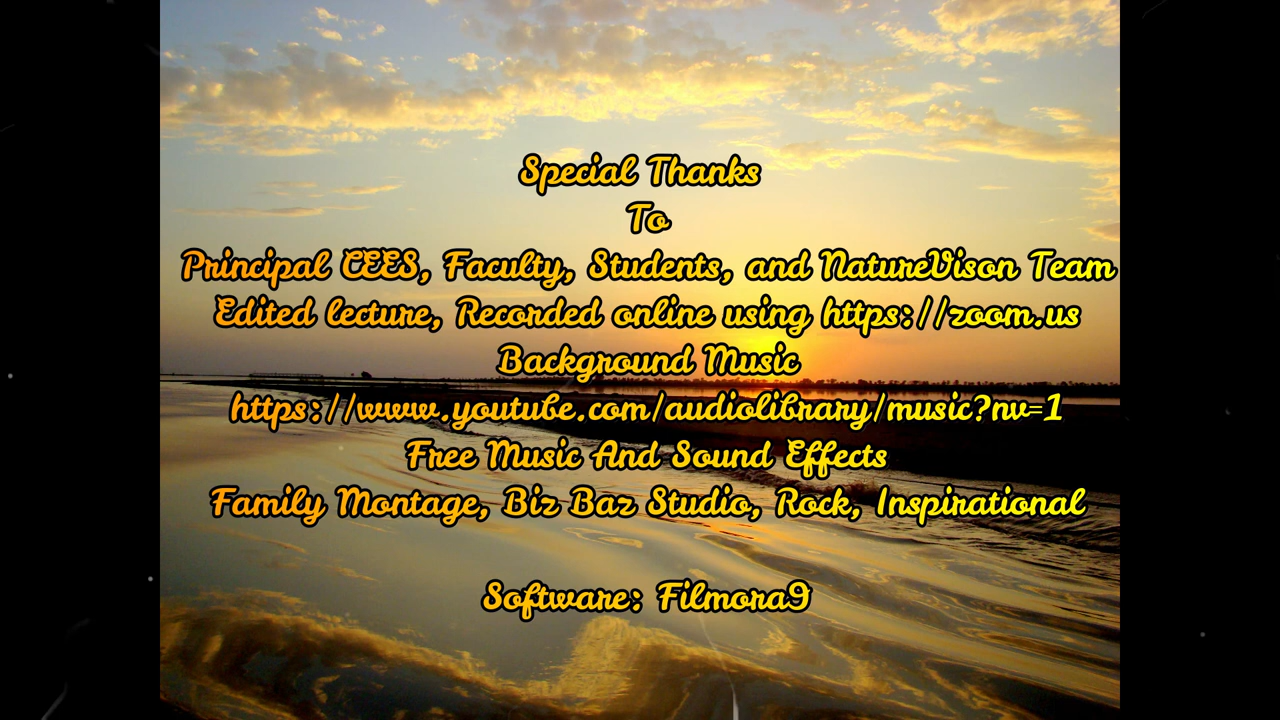 Special Thanks
To
Principal CEES, Faculty, Students, and NatureVison Team
Edited lecture, Recorded online using https://zoom.us
Background Music
https://www.youtube.com/audiolibrary/music?nv=1
Free Music And Sound Effects
Family Montage, Biz Baz Studio, Rock, Inspirational
Software: Filmora9